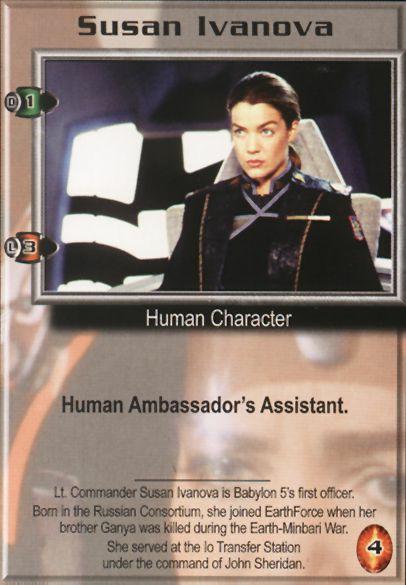 Susan Ivanova
D 1
L 3
Human Character
Human Ambassador's Assistant.
Lt. Commander Susan Ivanova is Babylon 5's first officer.
Born in the Russian Consortium, she joined EarthForce when her
brother Ganya was killed during the Earth-Minbari War.
She served at the Io Transfer Station
under the command of John Sheridan.
4